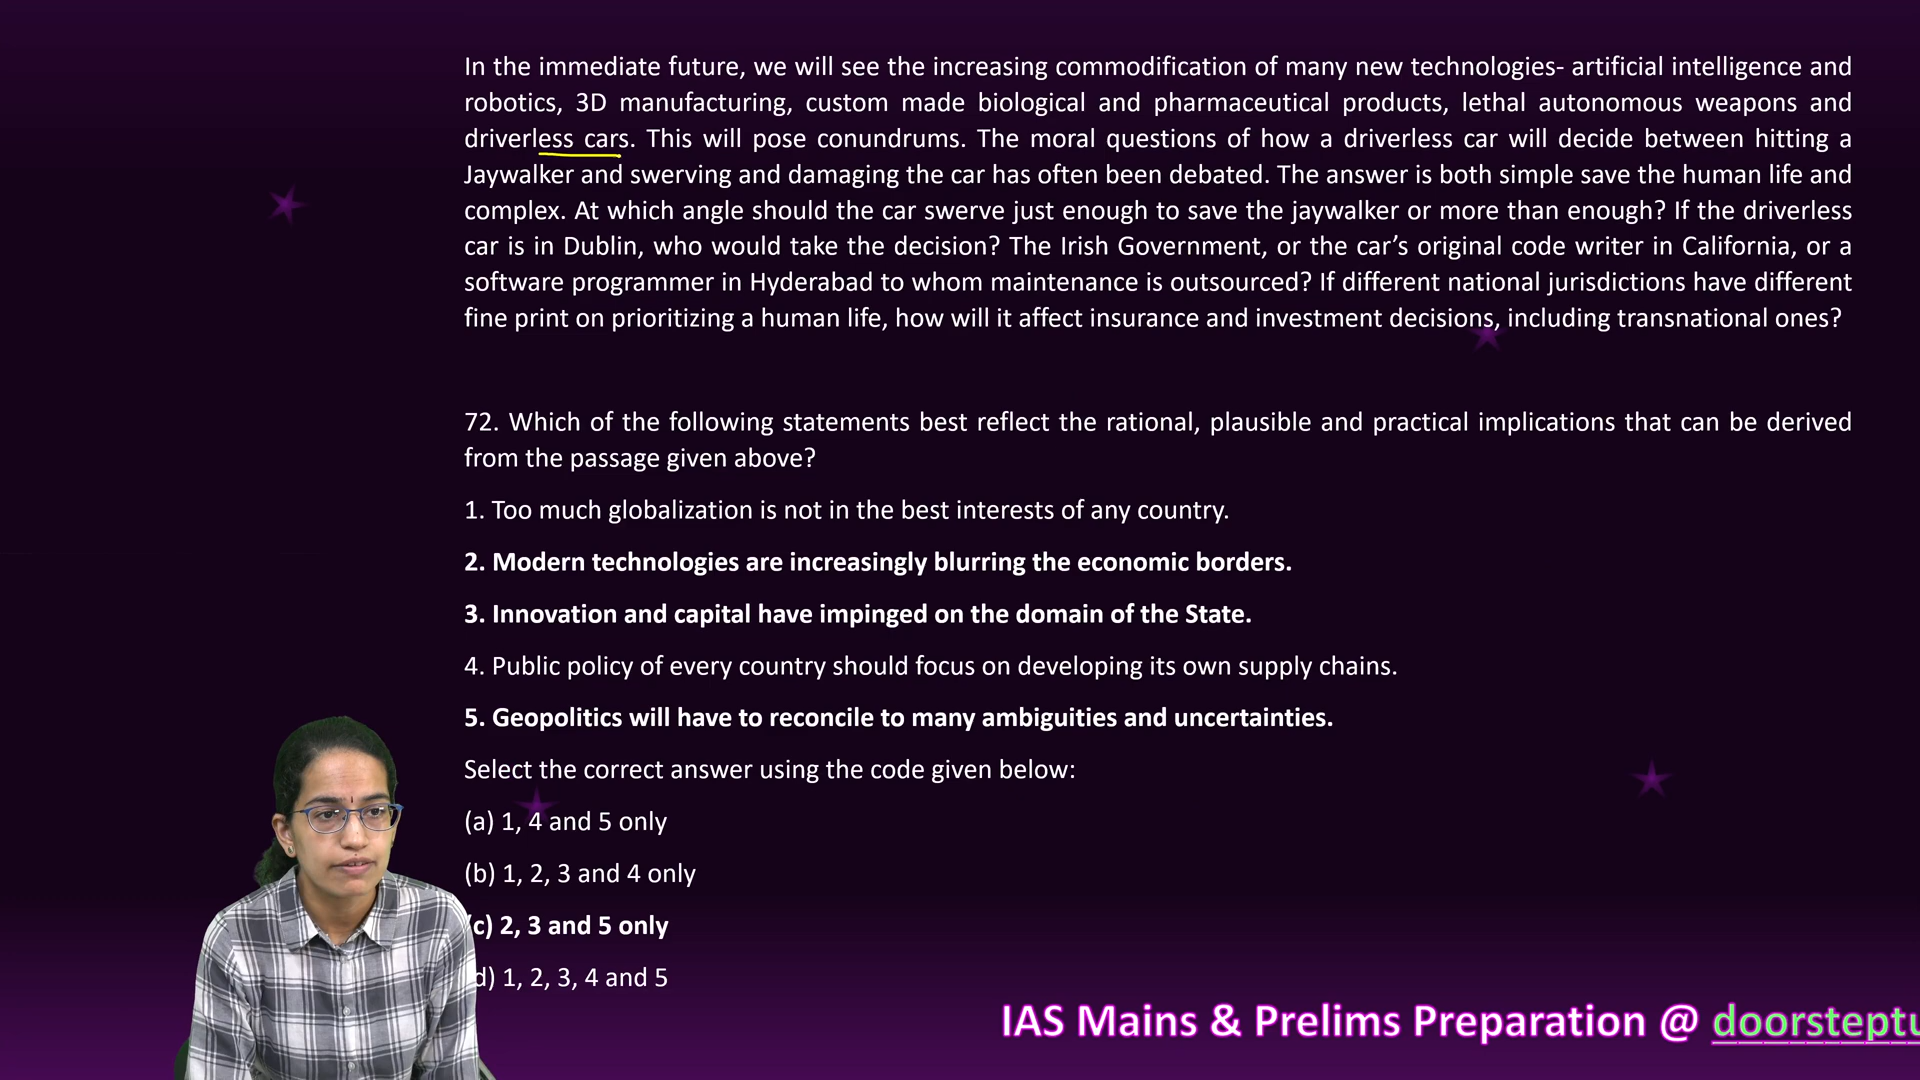 In the immediate future, we will see the increasing commodification of many new technologies- artificial intelligence and
robotics, 3D manufacturing, custom made biological and pharmaceutical products, lethal autonomous weapons and
driverless cars. This will pose conundrums. The moral questions of how a driverless car will decide between hitting a
Jaywalker and swerving and damaging the car has often been debated. The answer is both simple save the human life and
complex. At which angle should the car swerve just enough to save the jaywalker or more than enough? If the driverless
car is in Dublin, who would take the decision? The Irish Government, or the car’s original code writer in California, or a
software programmer in Hyderabad to whom maintenance is outsourced? If different national jurisdictions have different
fine print on prioritizing a human life, how will it affect insurance and investment decisions, including transnational ones?
72. Which of the following statements best reflect the rational, plausible and practical implications that can be derived
from the passage given above?
1. Too much globalization is not in the best interests of any country.
2. Modern technologies are increasingly blurring the economic borders.
3. Innovation and capital have impinged on the domain of the State.
4. Public policy of every country should focus on developing its own supply chains.
5. Geopolitics will have to reconcile to many ambiguities and uncertainties.
Select the correct answer using the code given below:
(a) 1, 4 and 5 only
(b) 1, 2, 3 and 4 only
(c) 2, 3 and 5 only
d) 1, 2, 3, 4 and 5
IAS Mains & Prelims Preparation @ doorsteptu